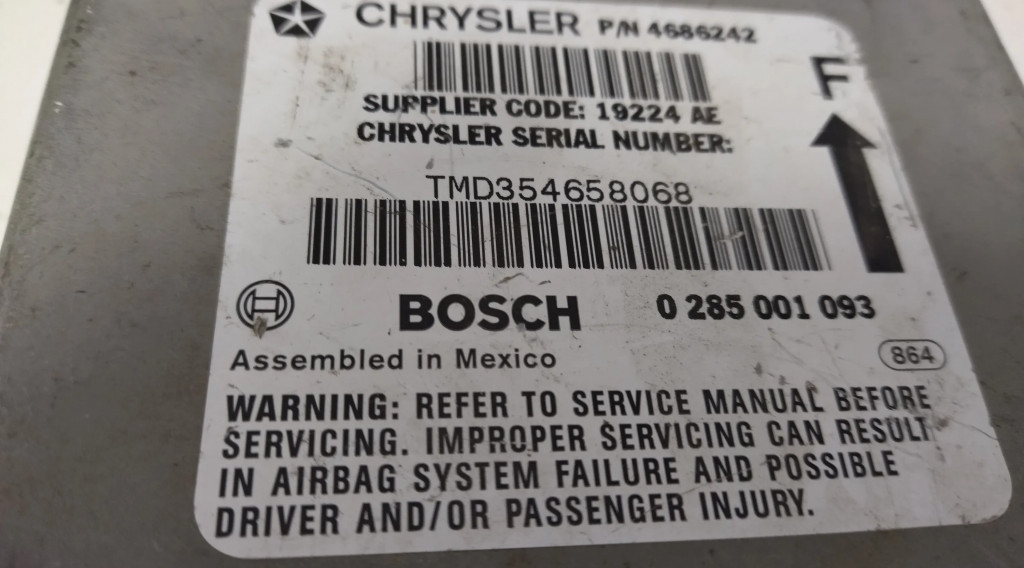 CHRYSLER P/N 4686242
F
SUPPLIER CODE: 19224 AE
CHRYSLER SERIAL NUMBER:
TMD354658068
BOSCH 0 285 001 093
Assembled in Mexico 864
WARNING: REFER TO SERVICE MANUAL BEFORE
SERVICING. IMPROPER SERVICING CAN RESULT
IN AIRBAG SYSTEM FAILURE AND POSSIBLE
DRIVER AND/OR PASSENGER INJURY.